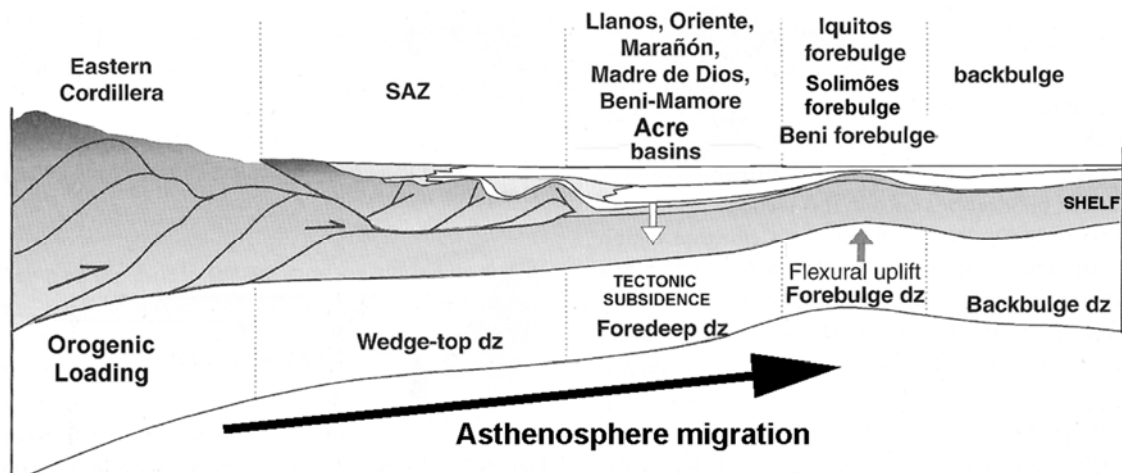 Eastern
Cordillera
SAZ
Llanos, Oriente,
Marañón,
Madre de Dios,
Beni-Mamore
Acre
basins
Iquitos
forebulge
Solimões
forebulge
Beni forebulge
backbulge
SHELF
TECTONIC
SUBSIDENCE
Foredeep dz
Flexural uplift
Forebulge dz
Backbulge dz
Orogenic
Loading
Wedge-top dz
Asthenosphere migration